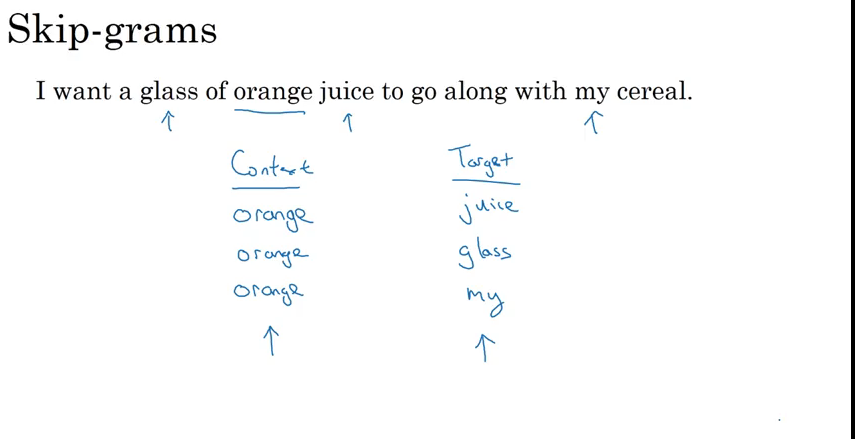 Skip-grams
I want a glass of orange juice to go along with my cereal.
Context Target
orange juice
orange glass
orange my